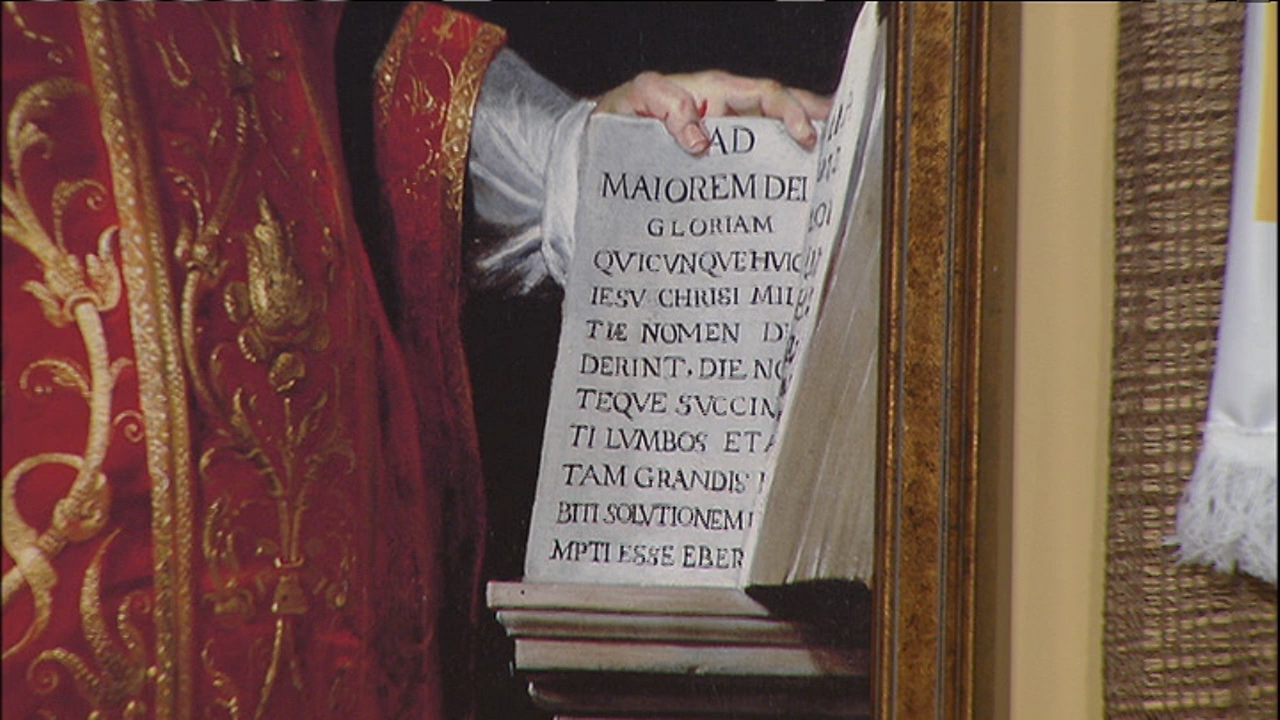 AD
MAIOREM DEI
GLORIAM
QVICVNQVE HVIC
IESV CHRISI MIL
TIE NOMEN D
DERINT, DIE NO
TEQVE SVCCIN
TI LVMBOS ET A
TAM GRANDIS
BITI SOLVTIONEM
MPTI ESSE EBER